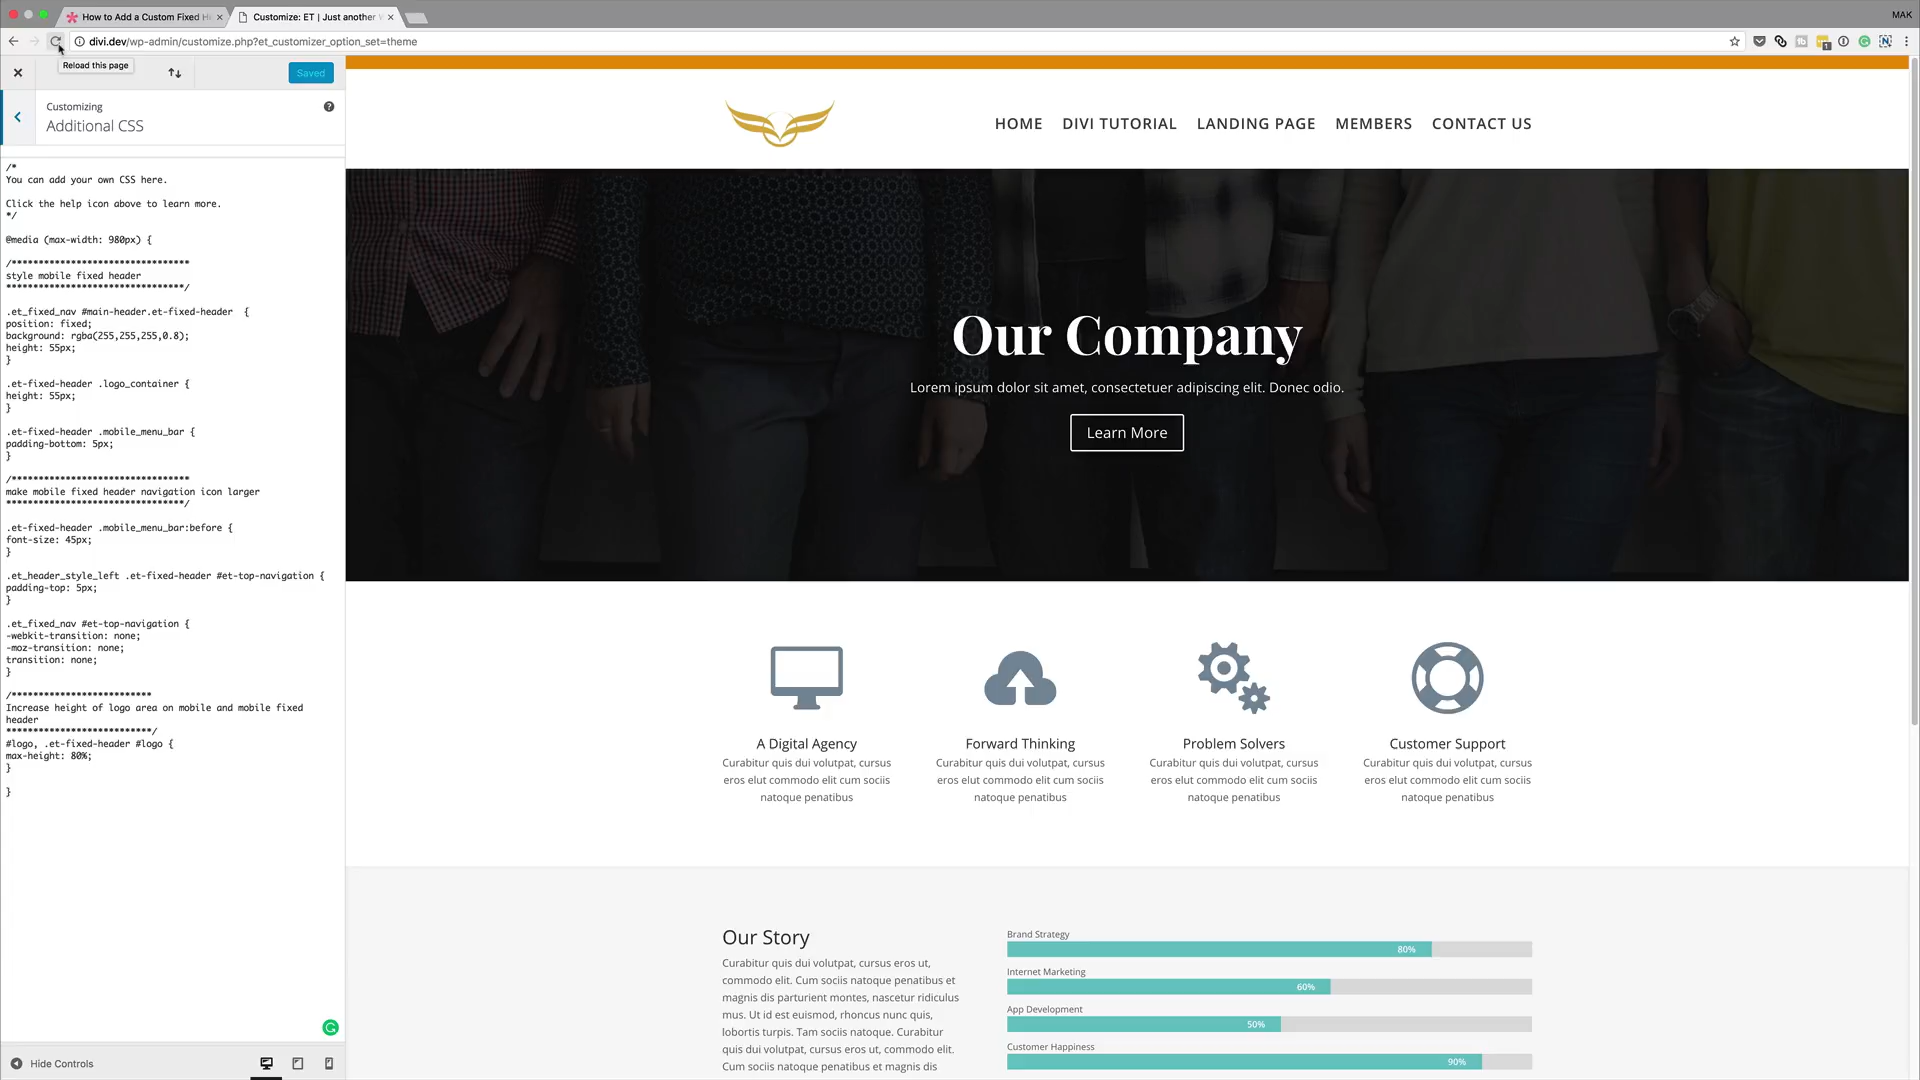 How to Add a Custom Fixed H
Customize: ET | Just another W
MAK
divi.dev/wp-admin/customize.php?et_customizer_option_set=theme
Reload this page
Saved
Customizing
Additional CSS
/*
You can add your own CSS here.
Click the help icon above to learn more.
*/
@media (max-width: 980px) {
/*********************************
style mobile fixed header
*********************************/
.et_fixed_nav #main-header.et-fixed-header  {
position: fixed;
background: rgba(255,255,255,0.8);
height: 55px;
}
.et-fixed-header .logo_container {
height: 55px;
}
.et-fixed-header .mobile_menu_bar {
padding-bottom: 5px;
}
/*********************************
make mobile fixed header navigation icon larger
*********************************/
.et-fixed-header .mobile_menu_bar:before {
font-size: 45px;
}
.et_header_style_left .et-fixed-header #et-top-navigation {
padding-top: 5px;
}
.et_fixed_nav #et-top-navigation {
-webkit-transition: none;
-moz-transition: none;
transition: none;
}
/**************************
Increase height of logo area on mobile and mobile fixed
header
***************************/
#logo, .et-fixed-header #logo {
max-height: 80%;
}
}
Hide Controls
HOME DIVI TUTORIAL LANDING PAGE MEMBERS CONTACT US
Our Company
Lorem ipsum dolor sit amet, consectetuer adipiscing elit. Donec odio.
Learn More
A Digital Agency
Curabitur quis dui volutpat, cursus
eros elut commodo elit cum sociis
natoque penatibus
Forward Thinking
Curabitur quis dui volutpat, cursus
eros elut commodo elit cum sociis
natoque penatibus
Problem Solvers
Curabitur quis dui volutpat, cursus
eros elut commodo elit cum sociis
natoque penatibus
Customer Support
Curabitur quis dui volutpat, cursus
eros elut commodo elit cum sociis
natoque penatibus
Our Story
Curabitur quis dui volutpat, cursus eros ut,
commodo elit. Cum sociis natoque penatibus et
magnis dis parturient montes, nascetur ridiculus
mus. Ut id est euismod, rhoncus nunc quis,
lobortis turpis. Tam sociis natoque. Curabitur
quis dui volutpat, cursus eros ut, commodo elit.
Cum sociis natoque penatibus et magnis dis
Brand Strategy
80%
Internet Marketing
60%
App Development
50%
Customer Happiness
90%